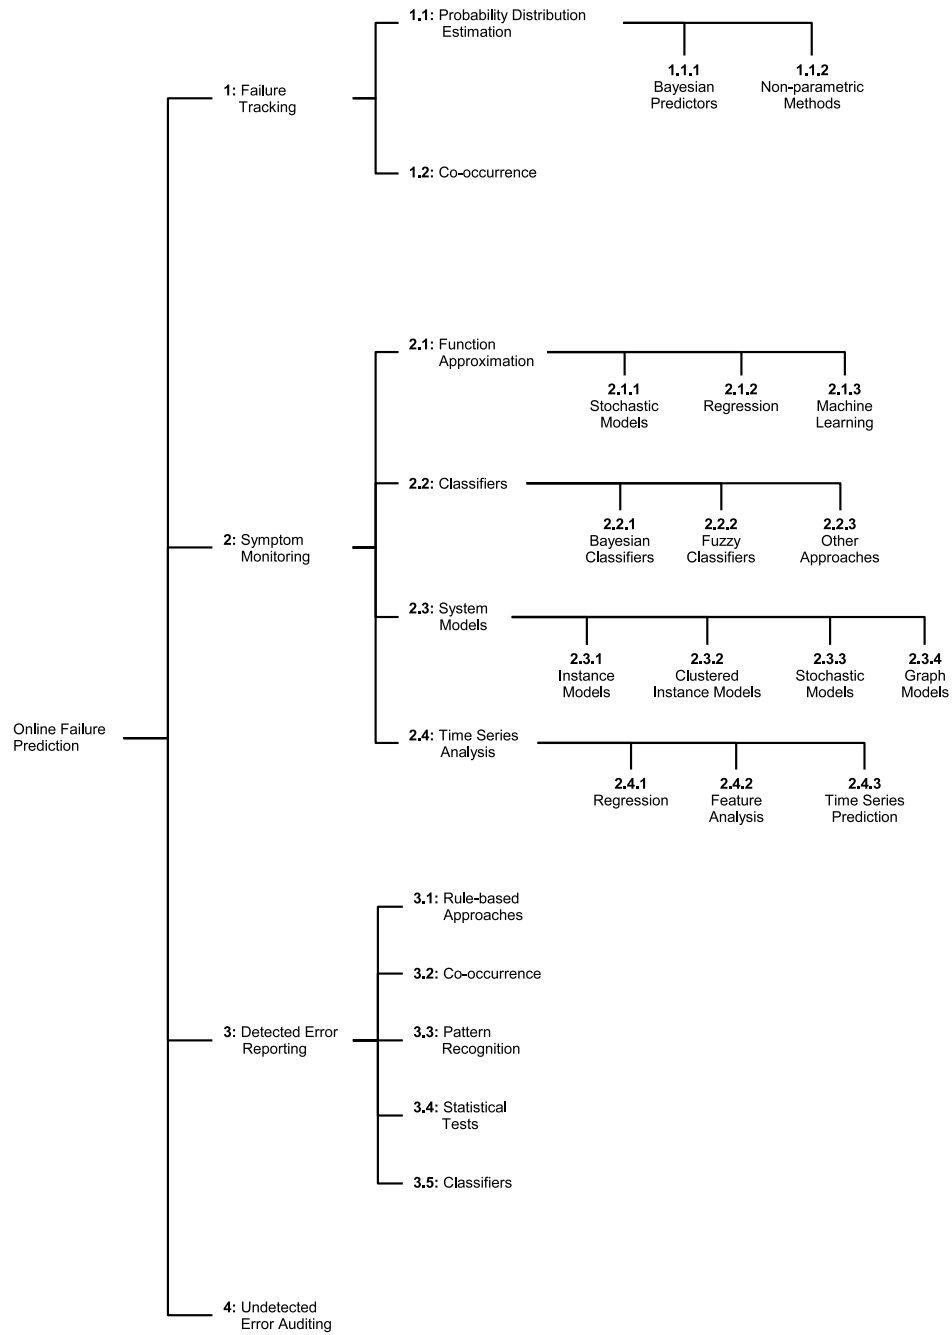 1.1: Probability Distribution
Estimation
1.1.1
Bayesian
Predictors
1.1.2
Non-parametric
Methods
1: Failure
Tracking
1.2: Co-occurrence
2.1: Function
Approximation
2.1.1
Stochastic
Models
2.1.2
Regression
2.1.3
Machine
Learning
2.2: Classifiers
2.2.1
Bayesian
Classifiers
2.2.2
Fuzzy
Classifiers
2.2.3
Other
Approaches
2: Symptom
Monitoring
2.3: System
Models
2.3.1
Instance
Models
2.3.2
Clustered
Instance Models
2.3.3
Stochastic
Models
2.3.4
Graph
Models
Online Failure
Prediction
2.4: Time Series
Analysis
2.4.1
Regression
2.4.2
Feature
Analysis
2.4.3
Time Series
Prediction
3.1: Rule-based
Approaches
3.2: Co-occurrence
3: Detected Error
Reporting
3.3: Pattern
Recognition
3.4: Statistical
Tests
3.5: Classifiers
4: Undetected
Error Auditing